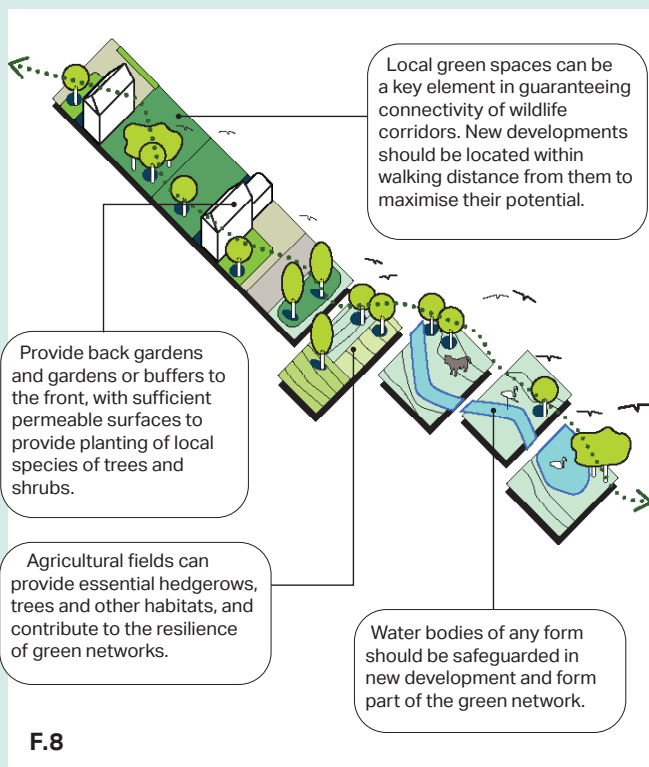 Local green spaces can be
a key element in guaranteeing
connectivity of wildlife
corridors. New developments
should be located within
walking distance from them to
maximise their potential.
Provide back gardens
and gardens or buffers to
the front, with sufficient
permeable surfaces to
provide planting of local
species of trees and
shrubs.
Agricultural fields can
provide essential hedgerows,
trees and other habitats, and
contribute to the resilience
of green networks.
Water bodies of any form
should be safeguarded in
new development and form
part of the green network.
F.8